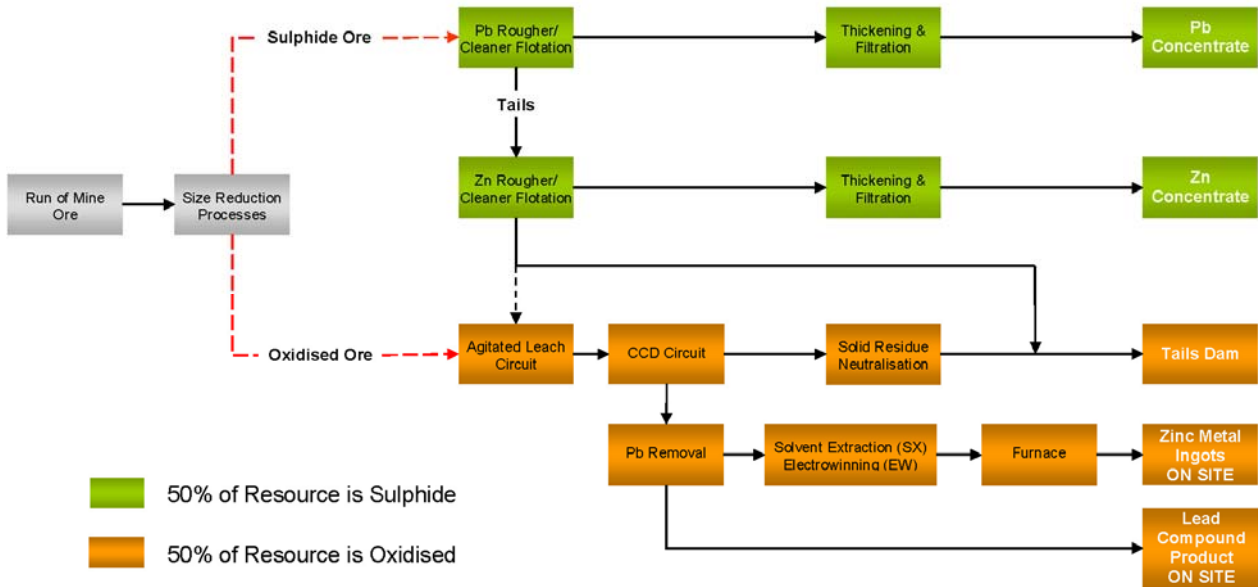 Sulphide Ore
Pb Rougher/
Cleaner Flotation
Thickening &
Filtration
Pb
Concentrate
Tails
Run of Mine
Ore
Size Reduction
Processes
Zn Rougher/
Cleaner Flotation
Thickening &
Filtration
Zn
Concentrate
Oxidised Ore
Agitated Leach
Circuit
CCD Circuit
Solid Residue
Neutralisation
Tails Dam
Pb Removal
Solvent Extraction (SX)
Electrowinning (EW)
Furnace
Zinc Metal
Ingots
ON SITE
Lead
Compound
Product
ON SITE
50% of Resource is Sulphide
50% of Resource is Oxidised